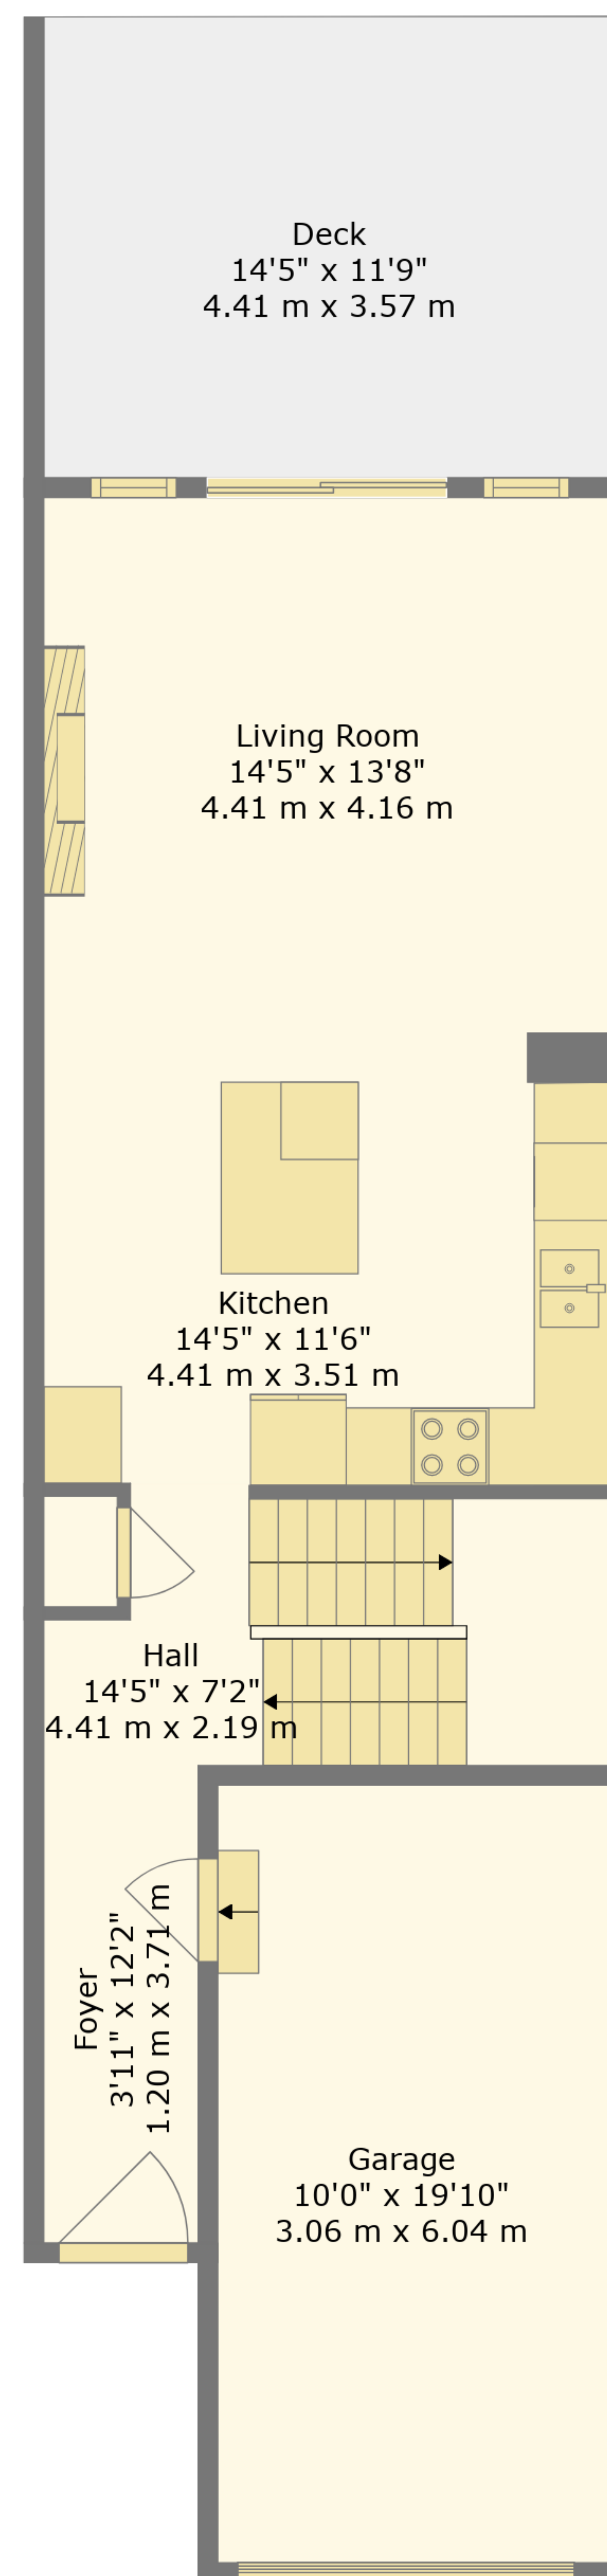 Deck
14'5" x 11'9"
4.41 m x 3.57 m
Living Room
14'5" x 13'8"
4.41 m x 4.16 m
Kitchen
14'5" x 11'6"
4.41 m x 3.51 m
Hall
14'5" x 7'2"
4.41 m x 2.19 m
Foyer
3'11" x 12'2"
1.20 m x 3.71 m
Garage
10'0" x 19'10"
3.06 m x 6.04 m